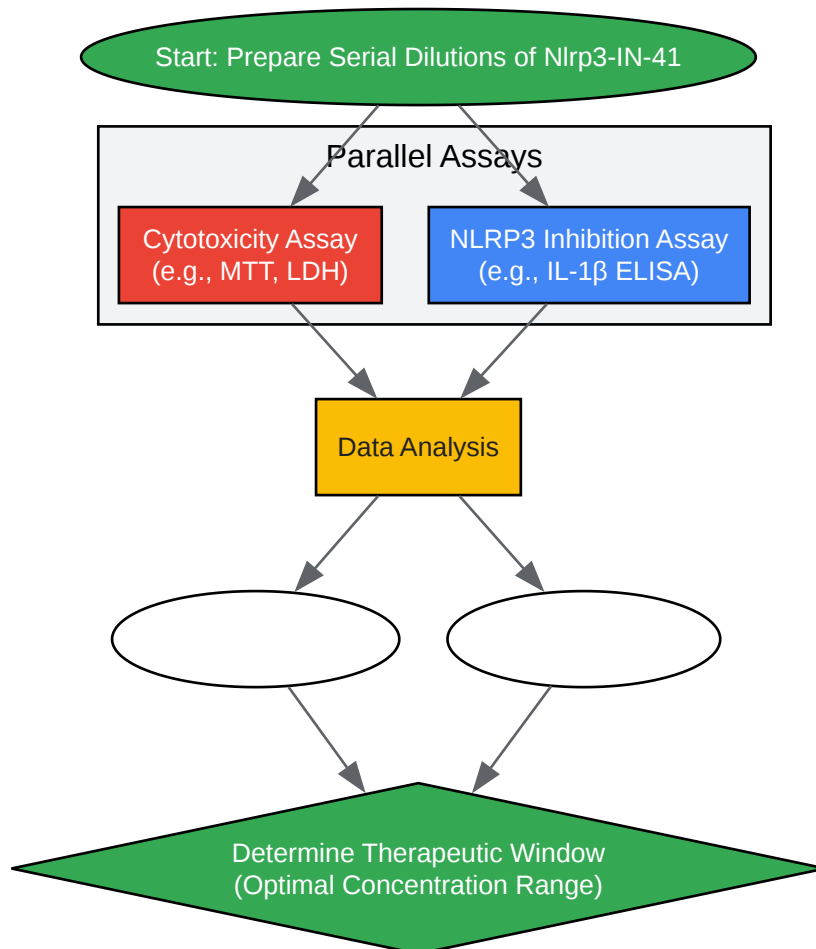 Start: Prepare Serial Dilutions of Nlrp3-IN-41
Parallel Assays
Cytotoxicity Assay
(e.g., MTT, LDH)
NLRP3 Inhibition Assay
(e.g., IL-1β ELISA)
Data Analysis
Determine Therapeutic Window
(Optimal Concentration Range)